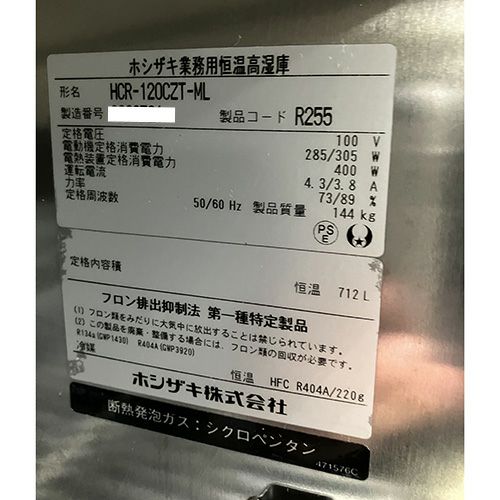 ホシザキ業務用恒温高湿庫
形名 HCR-120CZT-ML
製造番号 製品コード R255
定格電圧 100 V
電動機定格消費電力 285/305 W
電熱装置定格消費電力 400 W
運転電流 4.3/3.8 A
力率 73/89 %
定格周波数 50/60 Hz 製品質量 144 kg
PS E
定格内容積
恒温 712 L
フロン排出抑制法 第一種特定製品
(1) フロン類をみだりに大気中に放出することは禁じられています。
(2) この製品を廃棄・整備する場合には、フロン類の回収が必要です。
R134a(GWP1430) R404A(GWP3920)
冷媒 恒温 HFC R404A/220g
ホシザキ株式会社
断熱発泡ガス：シクロペンタン
471576C